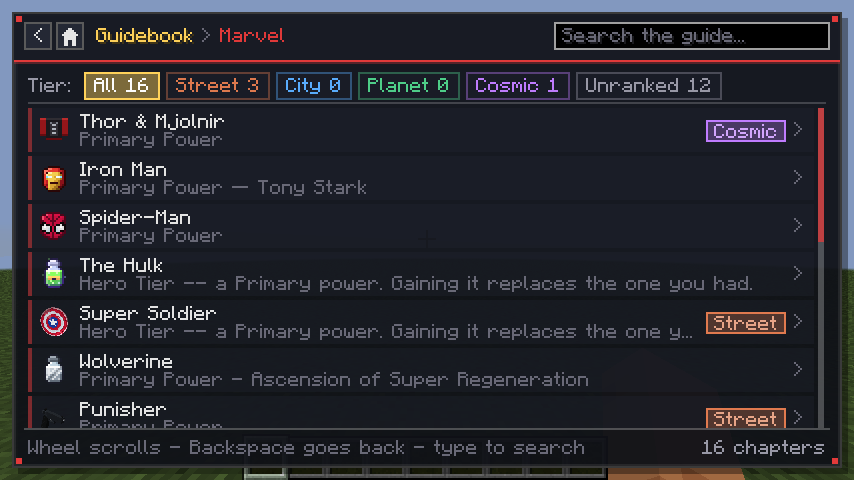 Guidebook > Marvel
Search the guide...
Tier: All 16 Street 3 City 0 Planet 0 Cosmic 1 Unranked 12
Thor & Mjolnir
Primary Power
Cosmic
Iron Man
Primary Power — Tony Stark
Spider-Man
Primary Power
The Hulk
Hero Tier -- a Primary power. Gaining it replaces the one you had.
Super Soldier
Hero Tier -- a Primary power. Gaining it replaces the one y...
Street
Wolverine
Primary Power - Ascension of Super Regeneration
Punisher
Primary Power
Street
Wheel scrolls - Backspace goes back - type to search
16 chapters